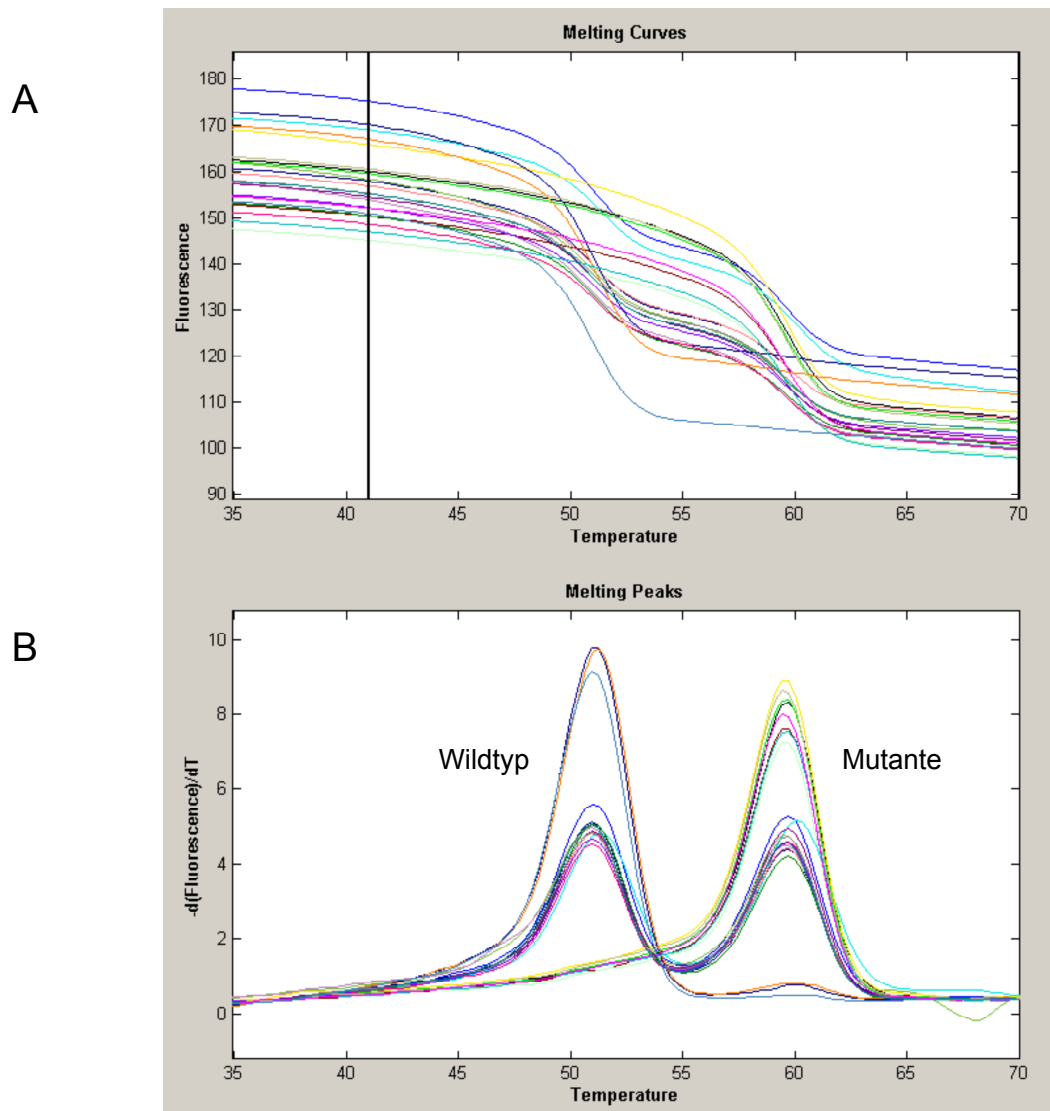 A
Melting Curves
Fluorescence
180
170
160
150
140
130
120
110
100
90
35 40 45 50 55 60 65 70
Temperature
B
Melting Peaks
-d(Fluorescence)/dT
10
8
6
4
2
0
Wildtyp Mutante
35 40 45 50 55 60 65 70
Temperature